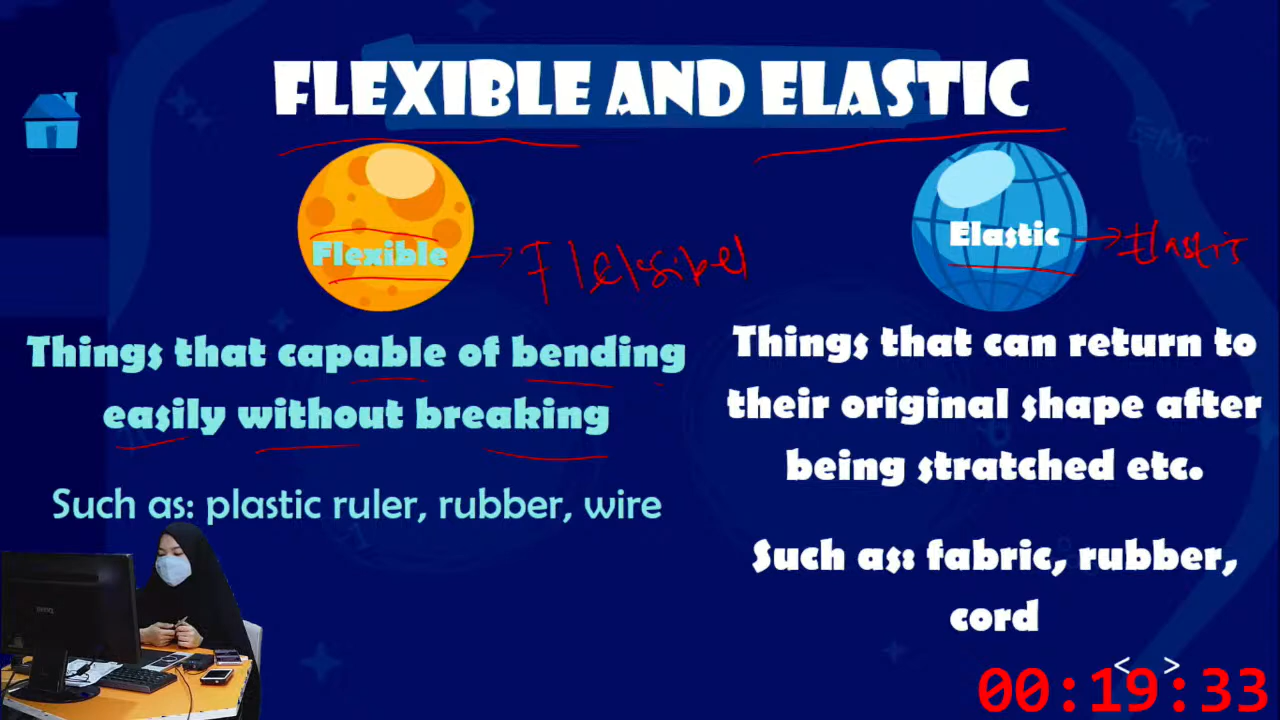 FLEXIBLE AND ELASTIC
Flexible
Flelsibel
Elastic
Elastis
Things that capable of bending
easily without breaking
Such as: plastic ruler, rubber, wire
Things that can return to
their original shape after
being stratched etc.
Such as: fabric, rubber,
cord
< >
00:19:33